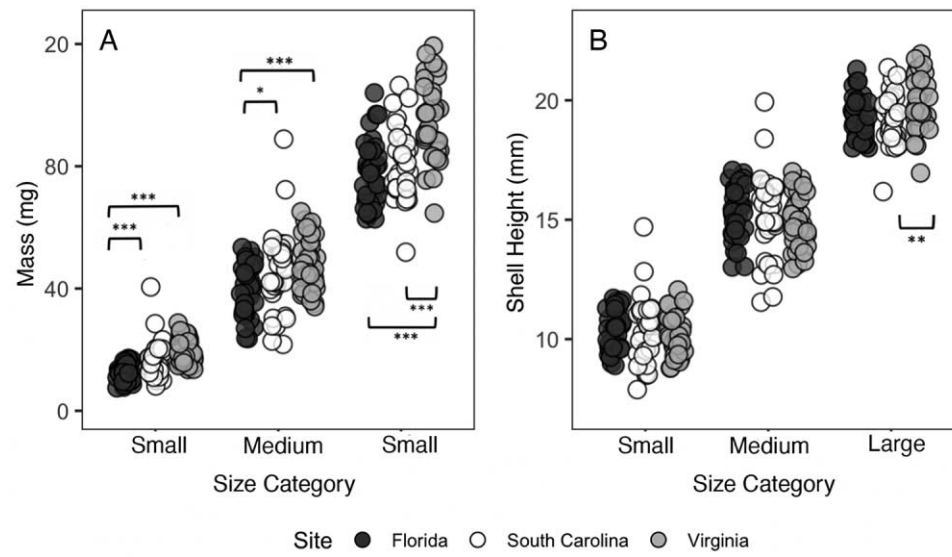 A
B
20
80
40
0
Mass (mg)
***
*
***
***
***
***
Small
Medium
Small
Size Category
20
15
10
Shell Height (mm)
**
Small
Medium
Large
Size Category
Site Florida South Carolina Virginia